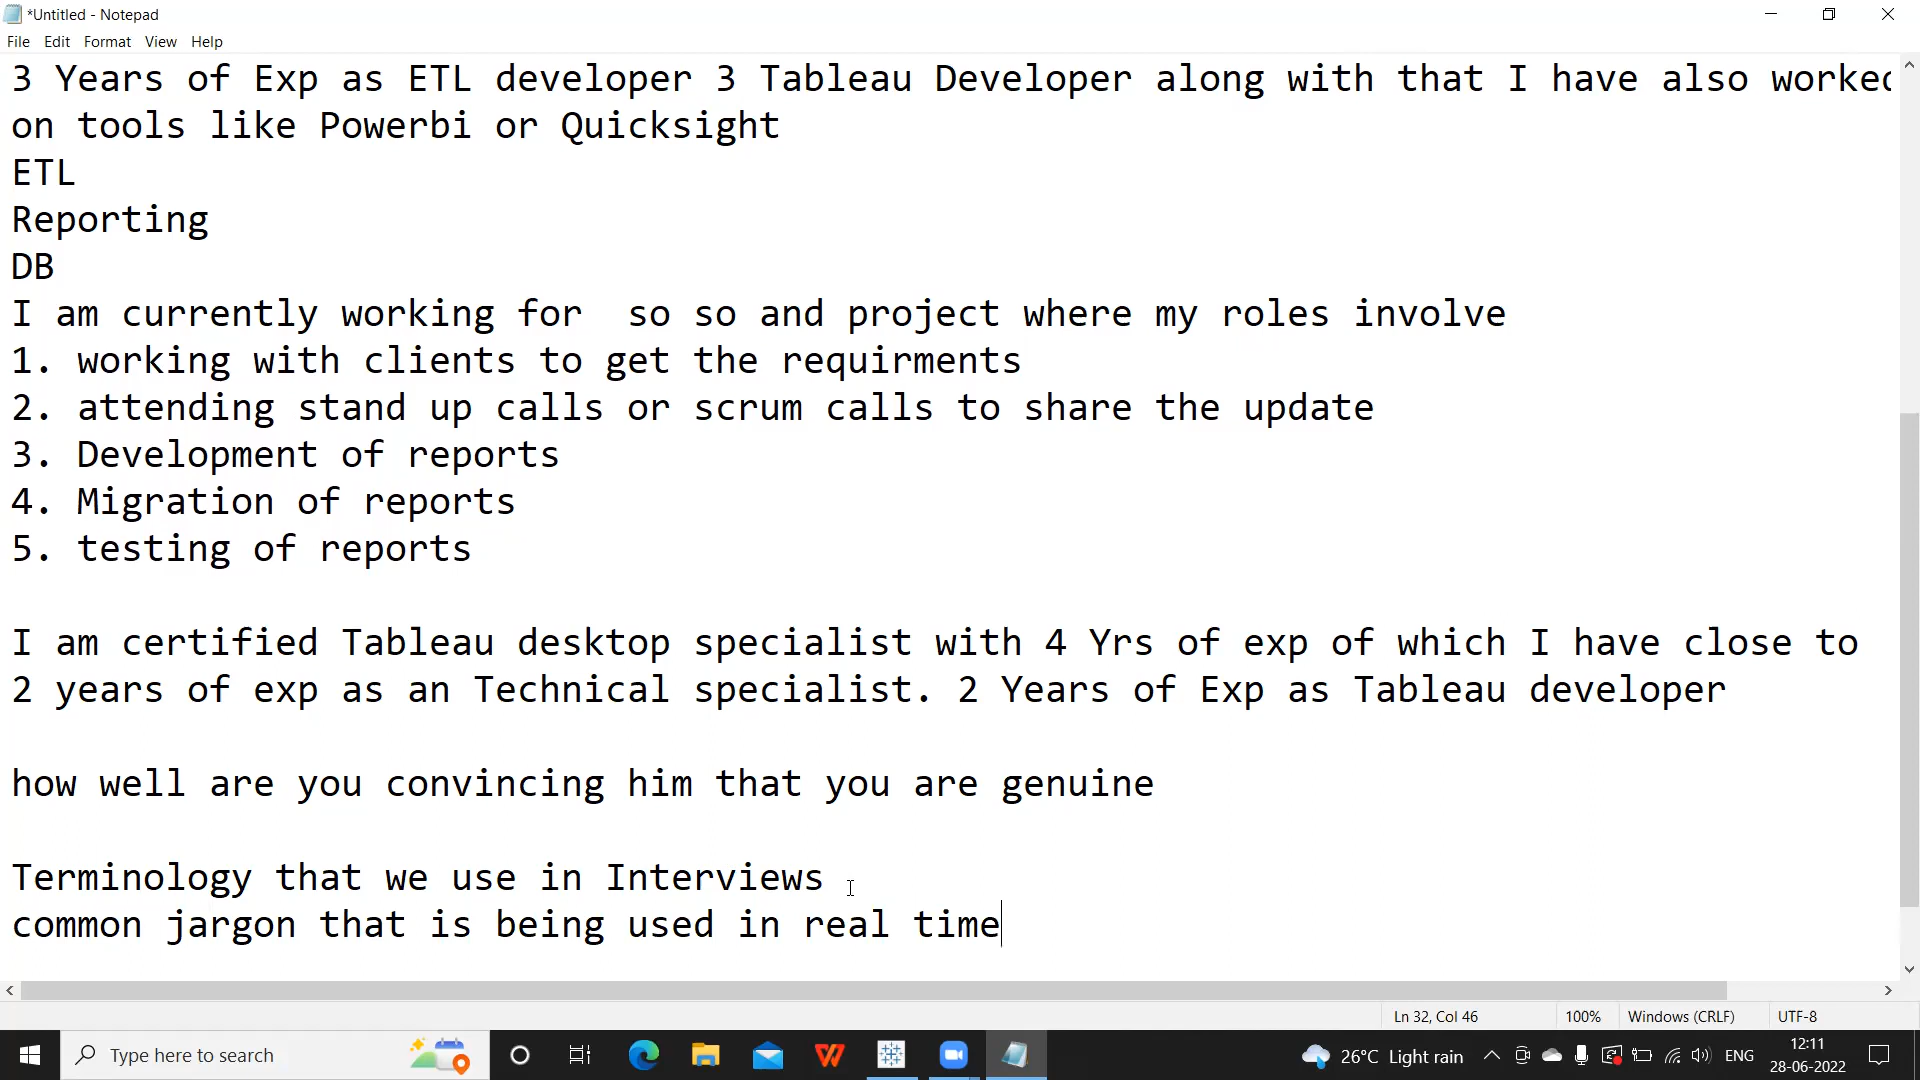 *Untitled - Notepad
File Edit Format View Help
3 Years of Exp as ETL developer 3 Tableau Developer along with that I have also worked
on tools like Powerbi or Quicksight
ETL
Reporting
DB
I am currently working for  so so and project where my roles involve
1. working with clients to get the requirments
2. attending stand up calls or scrum calls to share the update
3. Development of reports
4. Migration of reports
5. testing of reports
I am certified Tableau desktop specialist with 4 Yrs of exp of which I have close to
2 years of exp as an Technical specialist. 2 Years of Exp as Tableau developer
how well are you convincing him that you are genuine
Terminology that we use in Interviews
common jargon that is being used in real time
Ln 32, Col 46 100% Windows (CRLF) UTF-8
Type here to search
26°C Light rain
ENG
12:11
28-06-2022